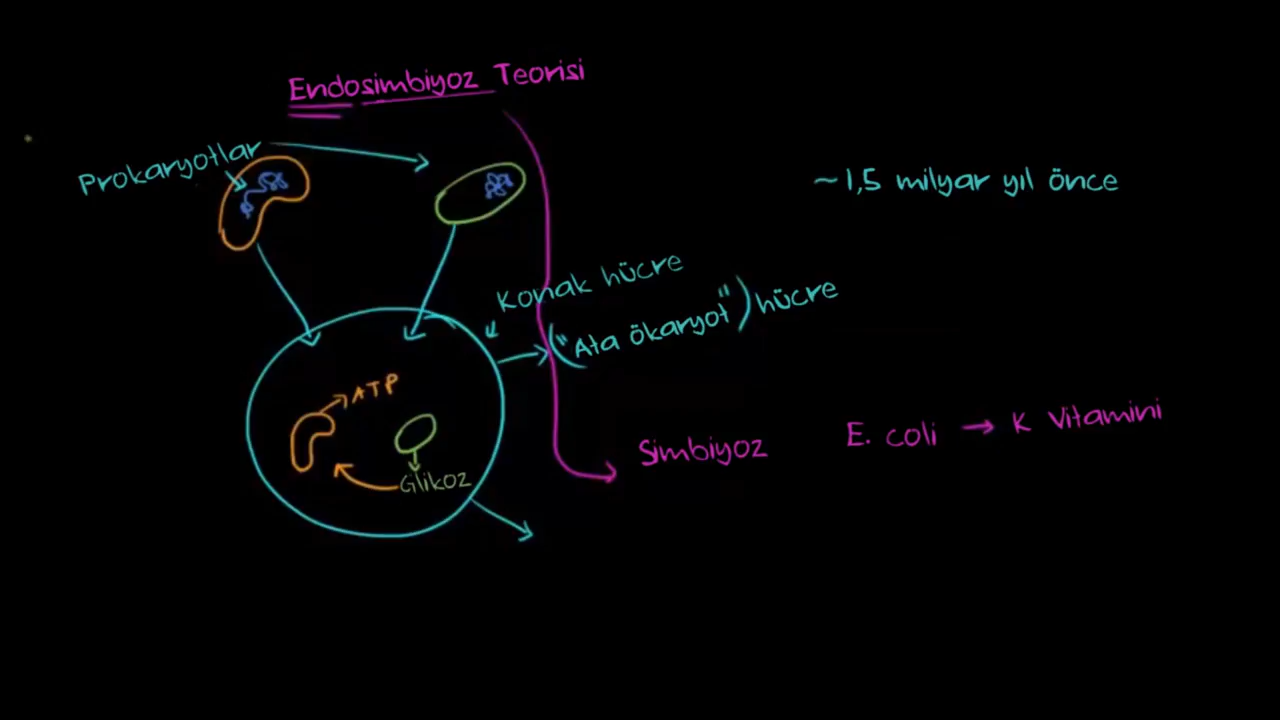 Endosimbiyoz Teorisi
Prokaryotlar
~1,5 milyar yıl önce
Konak hücre
("Ata ökaryot") hücre
ATP
Glikoz
Simbiyoz
E. coli → K Vitamini